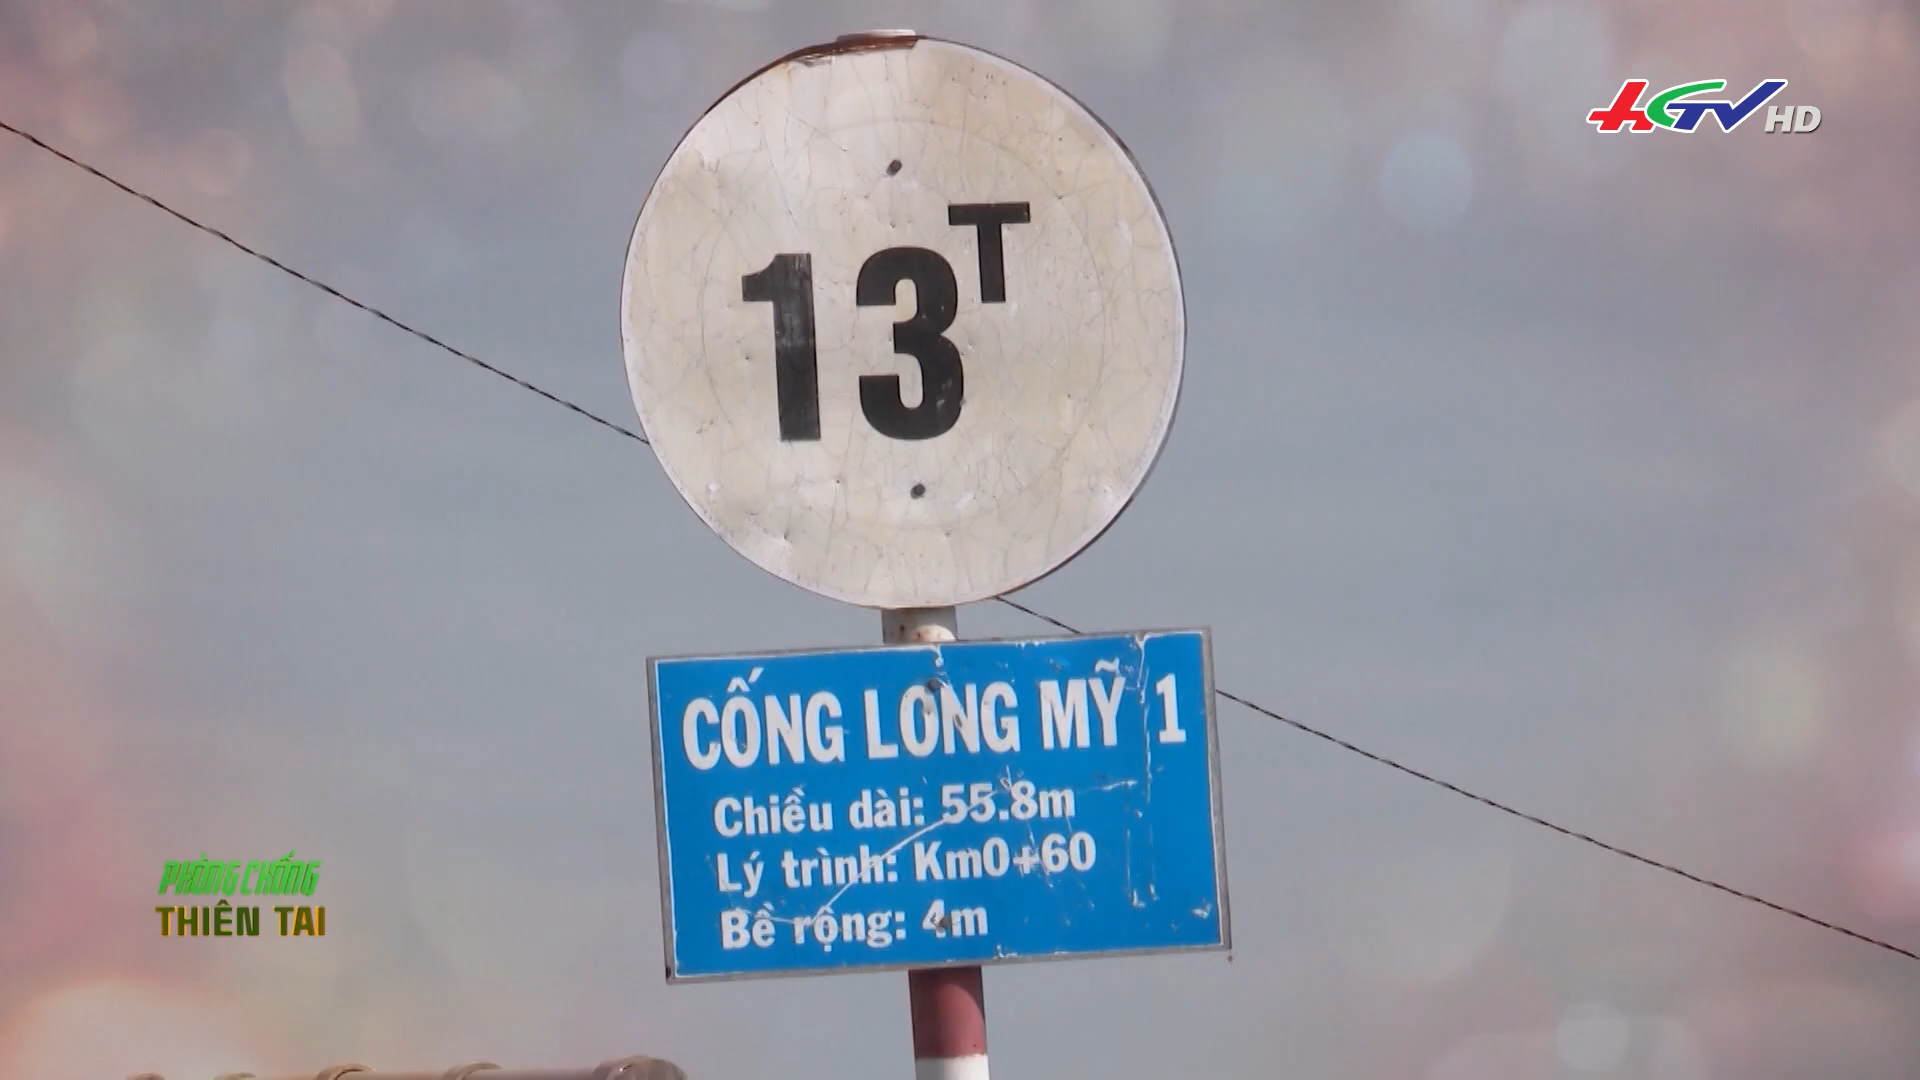 HGTV HD
13T
CỐNG LONG MỸ 1
Chiều dài: 55.8m
Lý trình: Km0+60
Bề rộng: 4m
PHÒNG CHỐNG
THIÊN TAI